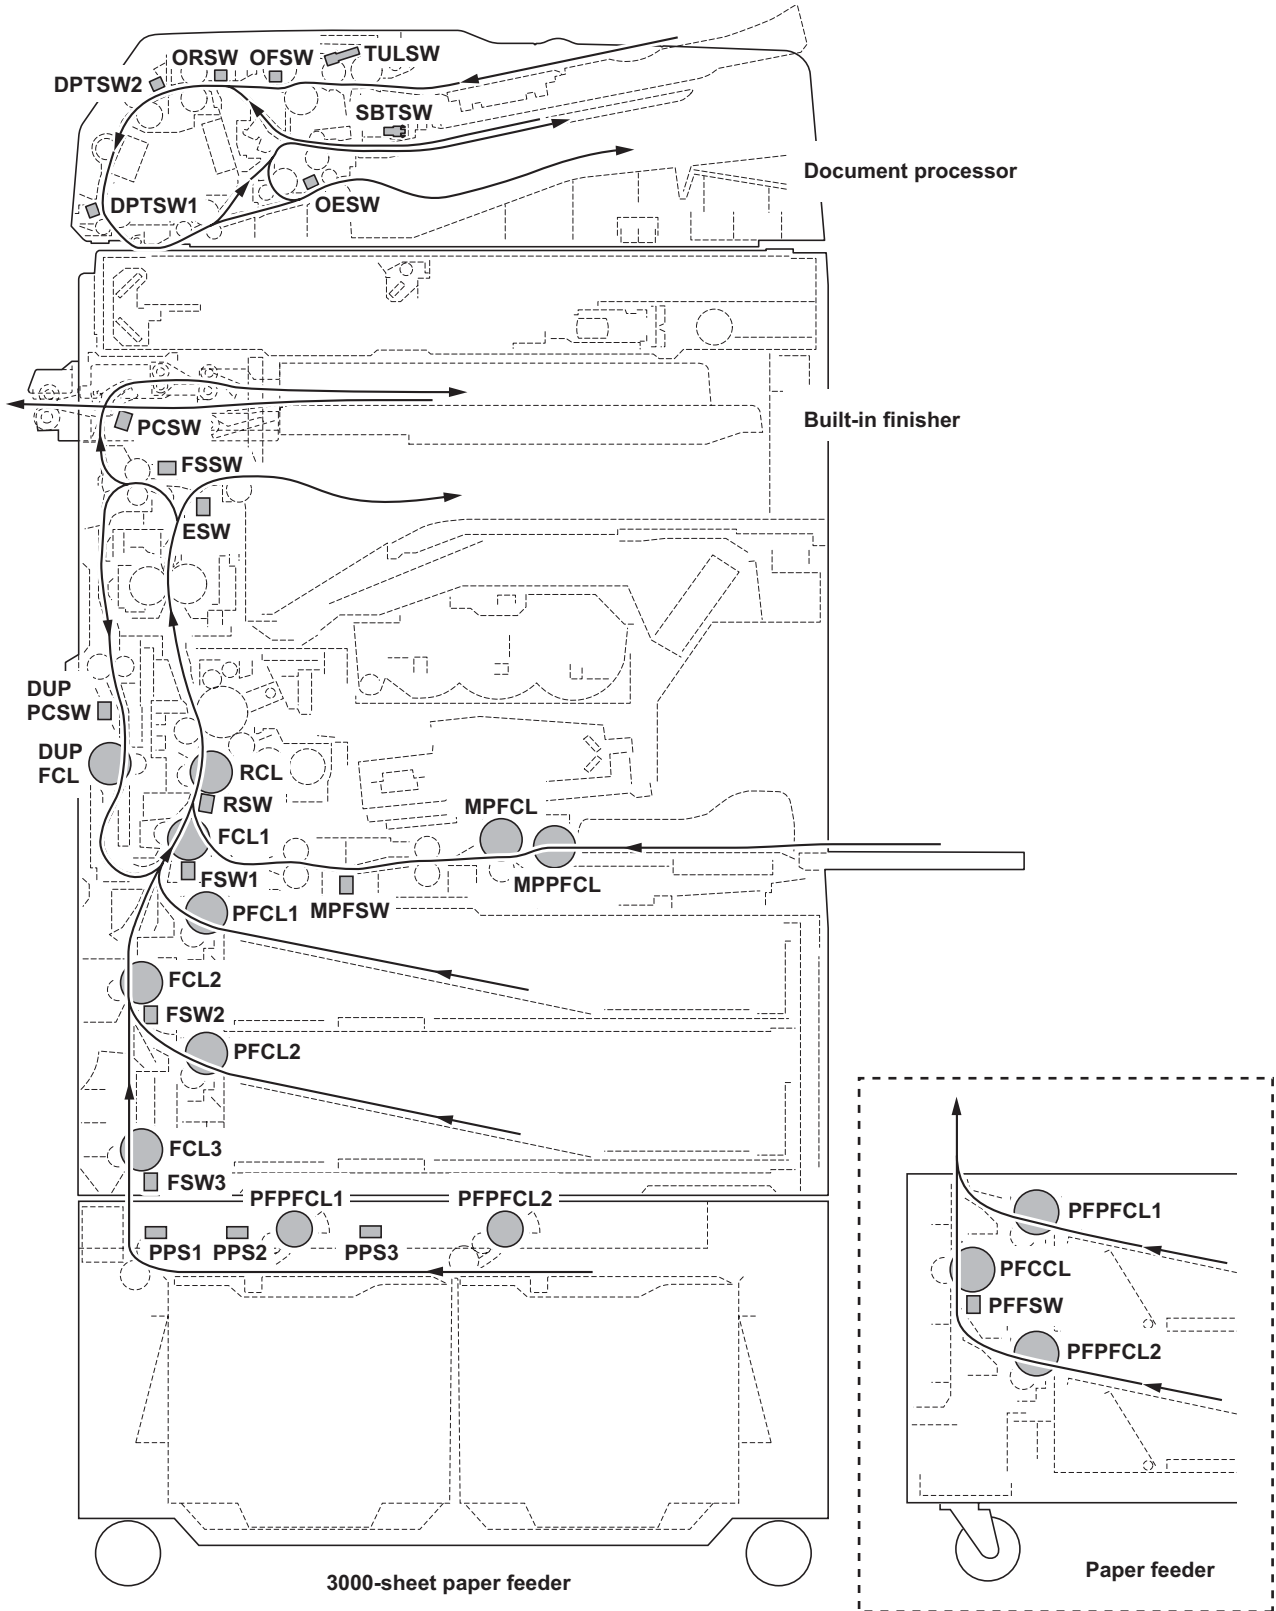 ORSW OFSW TULSW
DPTSW2
SBTSW
Document processor
DPTSW1
OESW
PCSW
Built-in finisher
FSSW
ESW
DUP
PCSW
DUP
FCL
RCL
RSW
MPFCL
FCL1
FSW1
MPPFCL
PFCL1
MPFSW
FCL2
FSW2
PFCL2
FCL3
FSW3
PFPFCL1
PFPFCL2
PPS1
PPS2
PPS3
3000-sheet paper feeder
PFPFCL1
PFCCL
PFFSW
PFPFCL2
Paper feeder